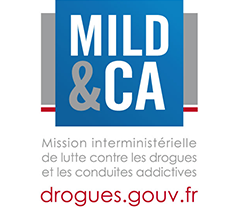 MILD
&CA
Mission interministérielle
de lutte contre les drogues
et les conduites addictives
drogues.gouv.fr